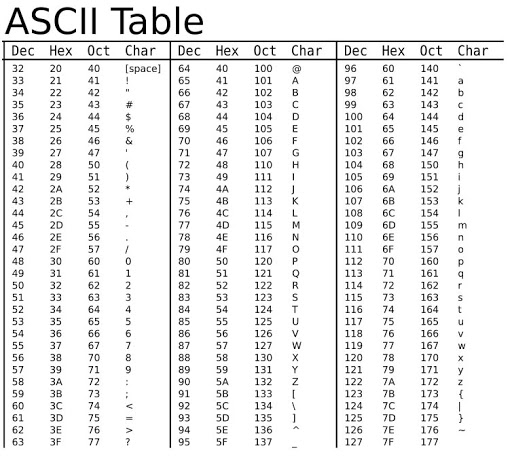 ASCII Table
Dec Hex Oct Char Dec Hex Oct Char Dec Hex Oct Char
32 20 40 [space] 64 40 100 @ 96 60 140 `
33 21 41 ! 65 41 101 A 97 61 141 a
34 22 42 " 66 42 102 B 98 62 142 b
35 23 43 # 67 43 103 C 99 63 143 c
36 24 44 $ 68 44 104 D 100 64 144 d
37 25 45 % 69 45 105 E 101 65 145 e
38 26 46 & 70 46 106 F 102 66 146 f
39 27 47 ' 71 47 107 G 103 67 147 g
40 28 50 ( 72 48 110 H 104 68 150 h
41 29 51 ) 73 49 111 I 105 69 151 i
42 2A 52 * 74 4A 112 J 106 6A 152 j
43 2B 53 + 75 4B 113 K 107 6B 153 k
44 2C 54 , 76 4C 114 L 108 6C 154 l
45 2D 55 - 77 4D 115 M 109 6D 155 m
46 2E 56 . 78 4E 116 N 110 6E 156 n
47 2F 57 / 79 4F 117 O 111 6F 157 o
48 30 60 0 80 50 120 P 112 70 160 p
49 31 61 1 81 51 121 Q 113 71 161 q
50 32 62 2 82 52 122 R 114 72 162 r
51 33 63 3 83 53 123 S 115 73 163 s
52 34 64 4 84 54 124 T 116 74 164 t
53 35 65 5 85 55 125 U 117 75 165 u
54 36 66 6 86 56 126 V 118 76 166 v
55 37 67 7 87 57 127 W 119 77 167 w
56 38 70 8 88 58 130 X 120 78 170 x
57 39 71 9 89 59 131 Y 121 79 171 y
58 3A 72 : 90 5A 132 Z 122 7A 172 z
59 3B 73 ; 91 5B 133 [ 123 7B 173 {
60 3C 74 < 92 5C 134 \ 124 7C 174 |
61 3D 75 = 93 5D 135 ] 125 7D 175 }
62 3E 76 > 94 5E 136 ^ 126 7E 176 ~
63 3F 77 ? 95 5F 137 _ 127 7F 177